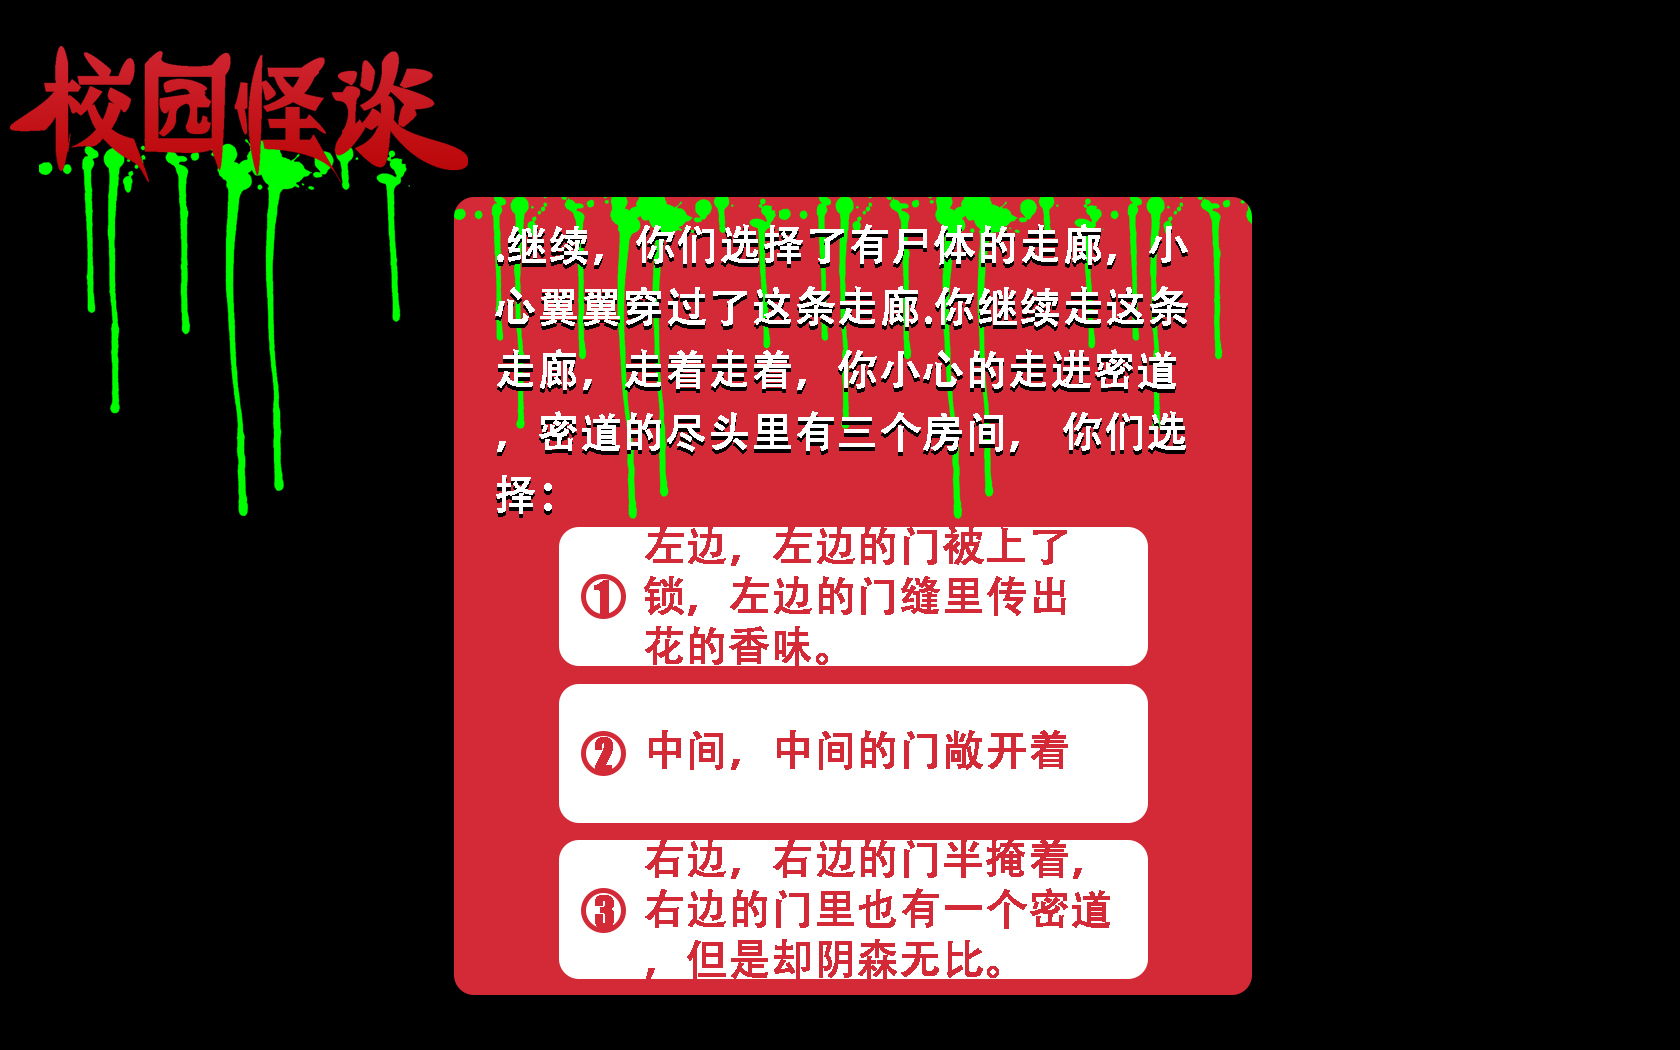 校园怪谈
.继续，你们选择了有尸体的走廊，小
心翼翼穿过了这条走廊.你继续走这条
走廊，走着走着，你小心的走进密道
，密道的尽头里有三个房间， 你们选
择：
① 左边，左边的门被上了
锁，左边的门缝里传出
花的香味。
② 中间，中间的门敞开着
③ 右边，右边的门半掩着，
右边的门里也有一个密道
，但是却阴森无比。